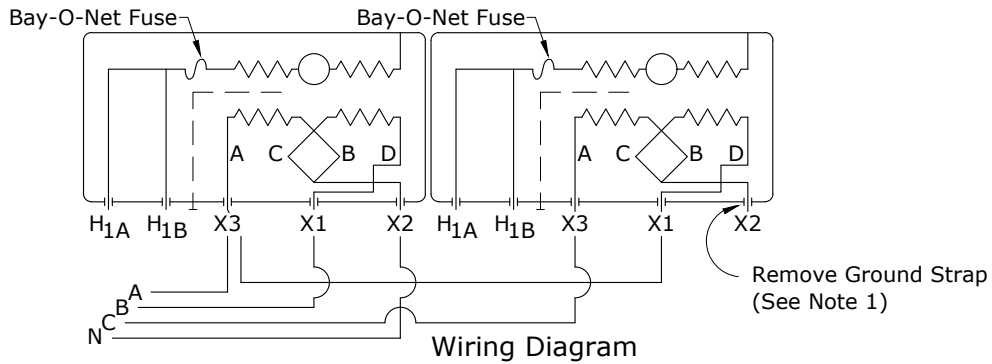 Bay-O-Net Fuse
Bay-O-Net Fuse
A C B D
A C B D
H1A H1B X3 X1 X2
H1A H1B X3 X1 X2
A
B
C
N
Remove Ground Strap
(See Note 1)
Wiring Diagram